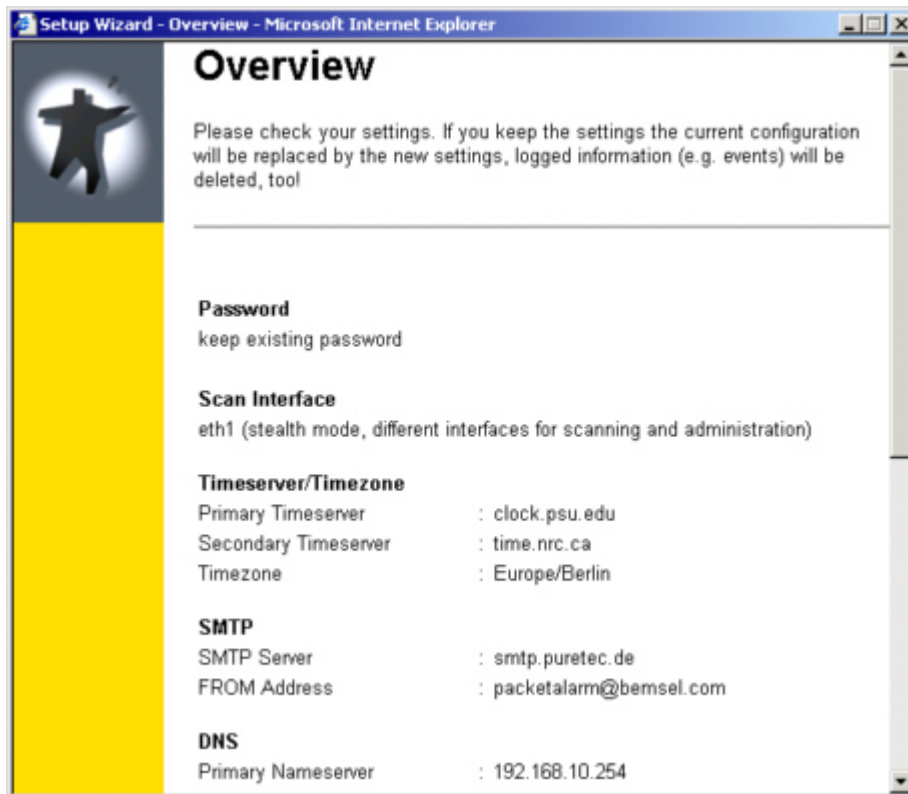 Setup Wizard - Overview - Microsoft Internet Explorer
Overview
Please check your settings. If you keep the settings the current configuration
will be replaced by the new settings, logged information (e.g. events) will be
deleted, too!
Password
keep existing password
Scan Interface
eth1 (stealth mode, different interfaces for scanning and administration)
Timeserver/Timezone
Primary Timeserver : clock.psu.edu
Secondary Timeserver : time.nrc.ca
Timezone : Europe/Berlin
SMTP
SMTP Server : smtp.puretec.de
FROM Address : packetalarm@bemsel.com
DNS
Primary Nameserver : 192.168.10.254